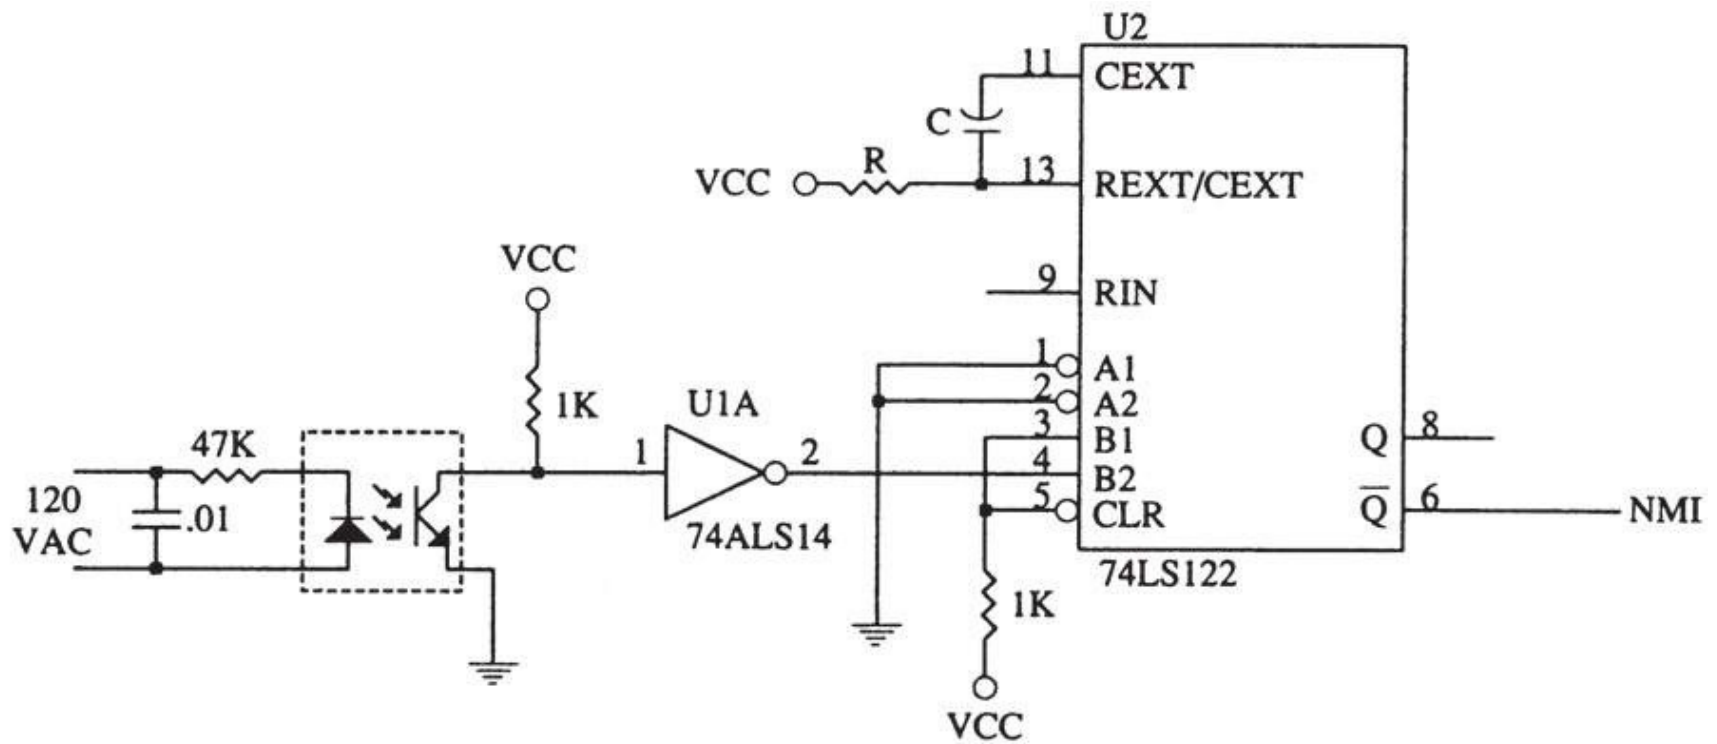 U2
11
CEXT
C
R
VCC
13
REXT/CEXT
VCC
9
RIN
1
A1
2
A2
1K
U1A
3
B1
Q
8
47K
1
2
4
B2
120
VAC
.01
5
CLR
Q̅
6
NMI
74ALS14
74LS122
1K
VCC